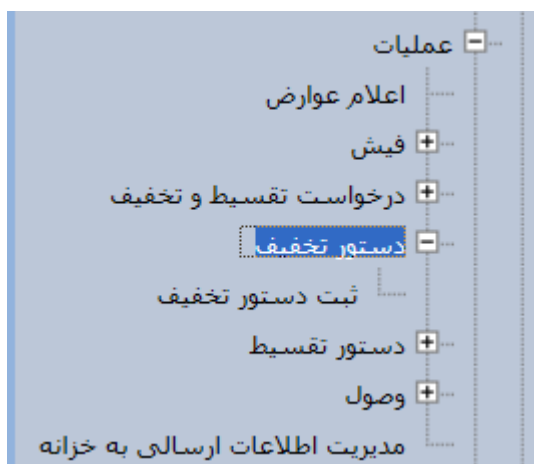 عملیات
اعلام عوارض
فیش
درخواست تقسیط و تخفیف
دستور تخفیف
ثبت دستور تخفیف
دستور تقسیط
وصول
مدیریت اطلاعات ارسالی به خزانه